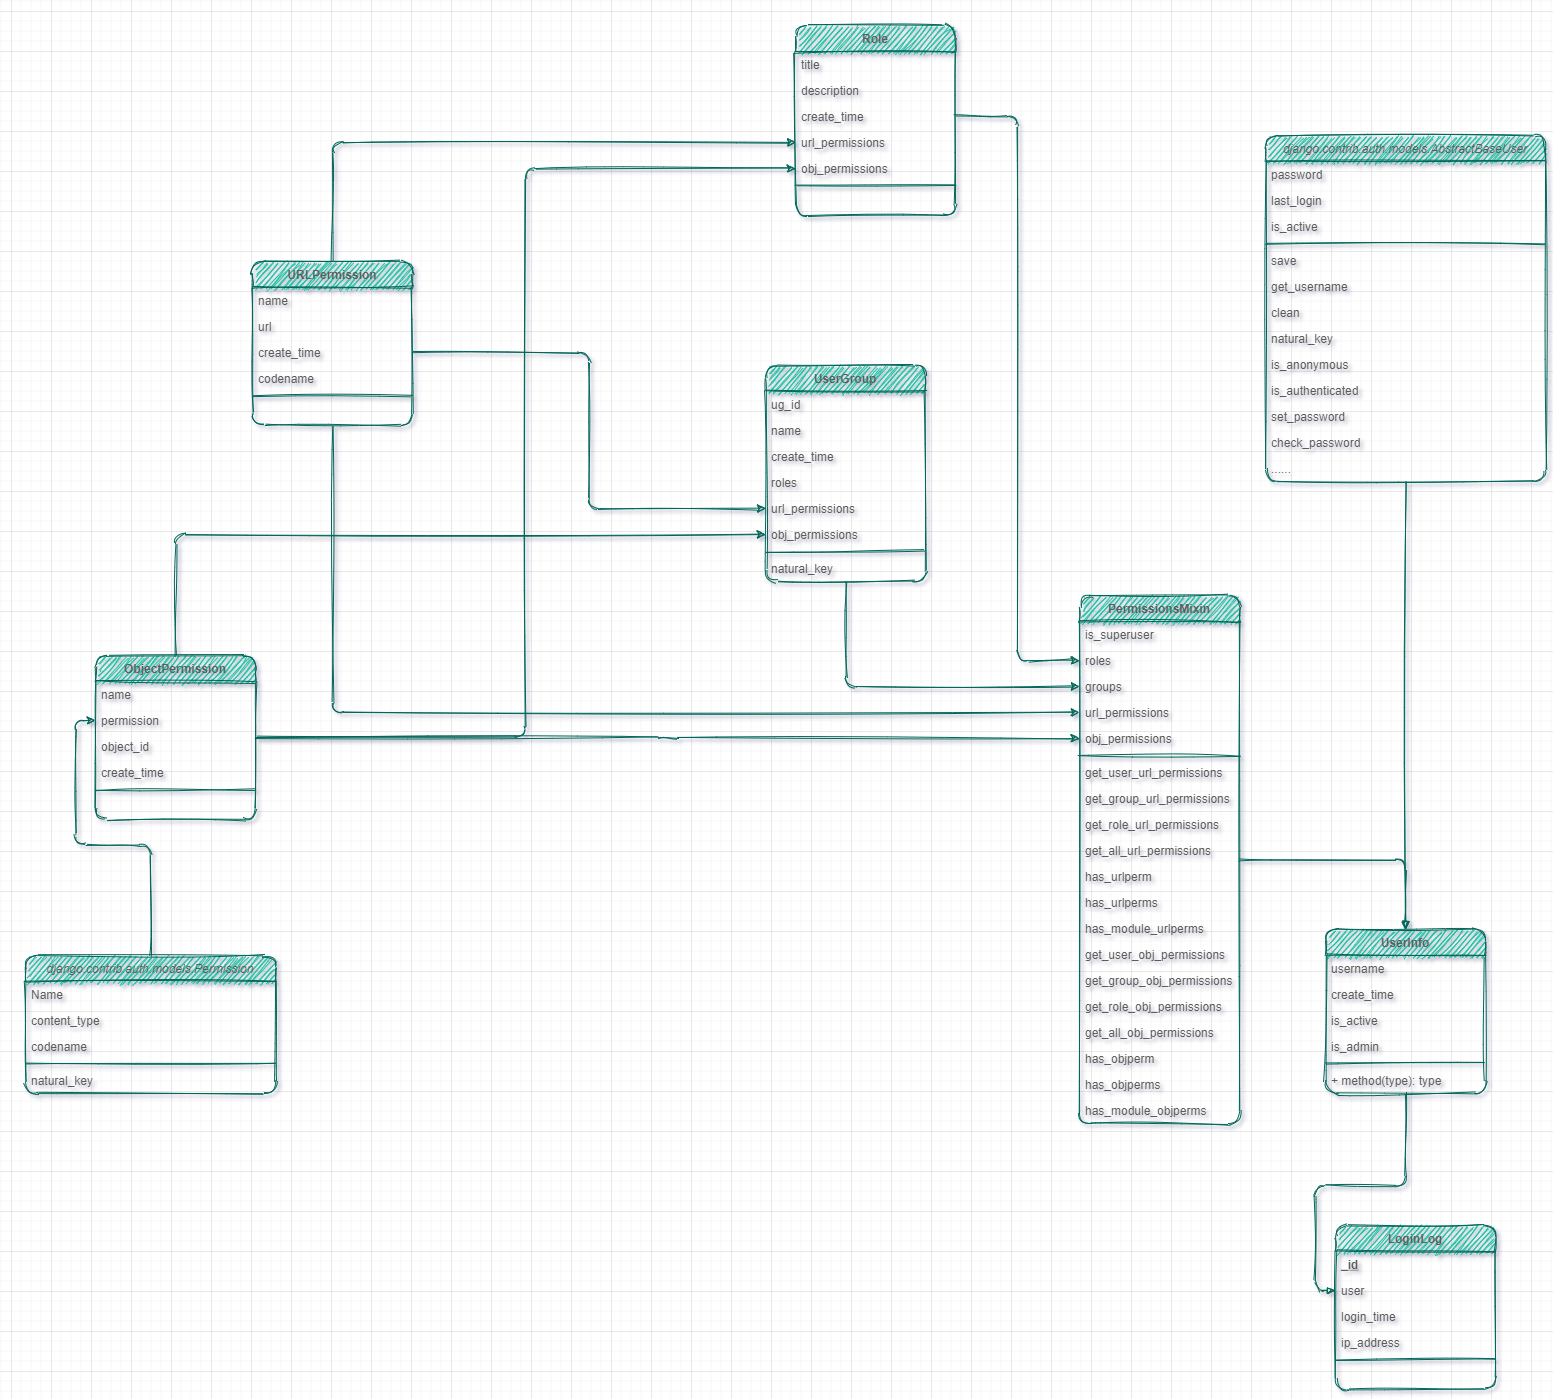 Role
title
description
create_time
url_permissions
obj_permissions
django.contrib.auth.models.AbstractBaseUser
password
last_login
is_active
save
get_username
clean
natural_key
is_anonymous
is_authenticated
set_password
check_password
......
URLPermission
name
url
create_time
codename
UserGroup
ug_id
name
create_time
roles
url_permissions
obj_permissions
natural_key
ObjectPermission
name
permission
object_id
create_time
PermissionsMixin
is_superuser
roles
groups
url_permissions
obj_permissions
get_user_url_permissions
get_group_url_permissions
get_role_url_permissions
get_all_url_permissions
has_urlperm
has_urlperms
has_module_urlperms
get_user_obj_permissions
get_group_obj_permissions
get_role_obj_permissions
get_all_obj_permissions
has_objperm
has_objperms
has_module_objperms
django.contrib.auth.models.Permission
Name
content_type
codename
natural_key
UserInfo
username
create_time
is_active
is_admin
+ method(type): type
LoginLog
_id
user
login_time
ip_address